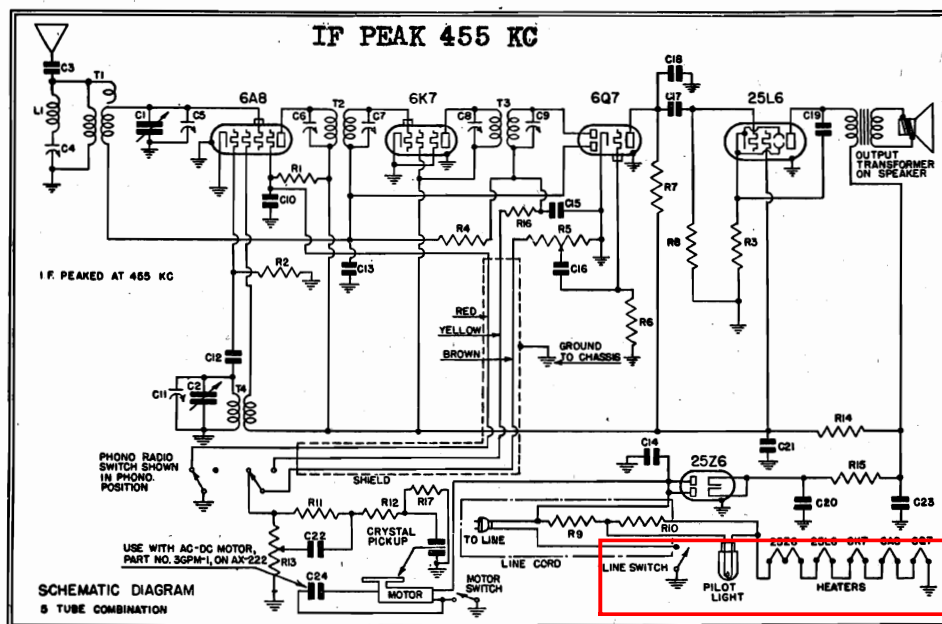 IF PEAK 455 KC
C3
T1
L1
C4
C1
C5
6A8
C6
T2
C7
6K7
C8
T3
C9
6Q7
C18
C17
25L6
C19
OUTPUT
TRANSFORMER
ON SPEAKER
R1
C10
R7
R16
C15
R4
R5
R8
R3
C16
R2
C13
I F. PEAKED AT 455 KC
R6
RED
YELLOW
BROWN
GROUND
TO CHASSIS
C12
C11
C2
T4
R14
C21
C14
25Z6
R15
PHONO RADIO
SWITCH SHOWN
IN PHONO.
POSITION
SHIELD
R11
R12
R17
C20
C23
C22
CRYSTAL
PICKUP
TO LINE
R9
R10
USE WITH AC-DC MOTOR,
PART NO. 3GPM-1, ON AX-222
R13
LINE CORD
LINE SWITCH
25Z6
25L6
6K7
6A8
6Q7
C24
MOTOR
MOTOR
SWITCH
PILOT
LIGHT
HEATERS
SCHEMATIC DIAGRAM
5 TUBE COMBINATION